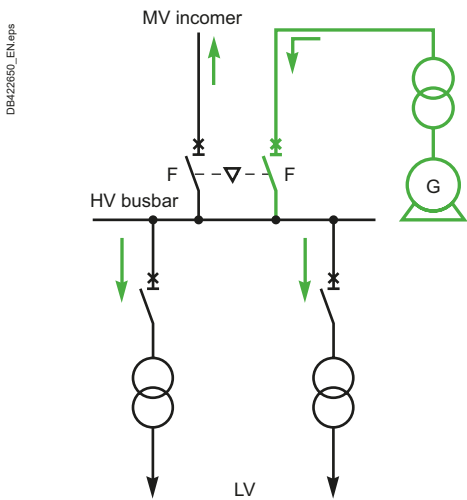 MV incomer
DB422650_EN.eps
F
F
G
HV busbar
LV